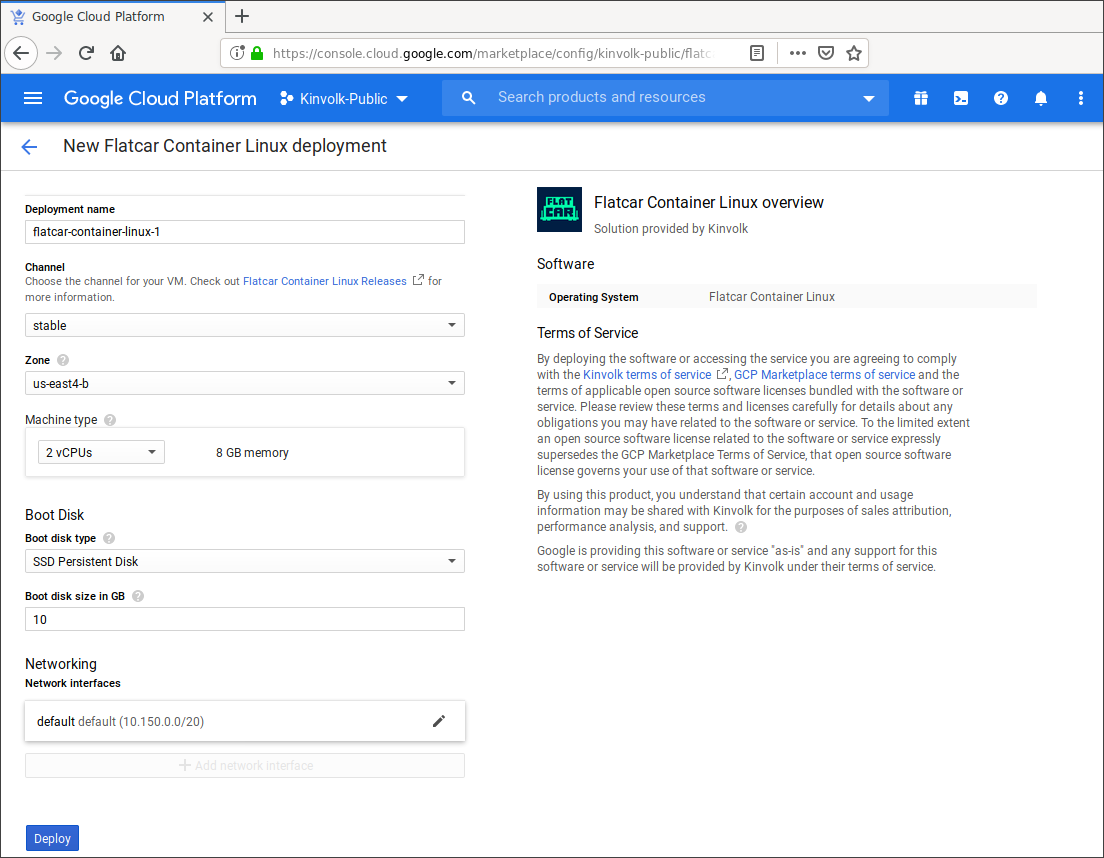 Google Cloud Platform
https://console.cloud.google.com/marketplace/config/kinvolk-public/flatc
Google Cloud Platform
Kinvolk-Public
Search products and resources
New Flatcar Container Linux deployment
Deployment name
flatcar-container-linux-1
Channel
Choose the channel for your VM. Check out Flatcar Container Linux Releases for
more information.
stable
Zone
us-east4-b
Machine type
2 vCPUs
8 GB memory
Boot Disk
Boot disk type
SSD Persistent Disk
Boot disk size in GB
10
Networking
Network interfaces
default default (10.150.0.0/20)
Add network interface
Deploy
FLAT
CAR
Flatcar Container Linux overview
Solution provided by Kinvolk
Software
Operating System
Flatcar Container Linux
Terms of Service
By deploying the software or accessing the service you are agreeing to comply
with the Kinvolk terms of service , GCP Marketplace terms of service and the
terms of applicable open source software licenses bundled with the software or
service. Please review these terms and licenses carefully for details about any
obligations you may have related to the software or service. To the limited extent
an open source software license related to the software or service expressly
supersedes the GCP Marketplace Terms of Service, that open source software
license governs your use of that software or service.
By using this product, you understand that certain account and usage
information may be shared with Kinvolk for the purposes of sales attribution,
performance analysis, and support.
Google is providing this software or service "as-is" and any support for this
software or service will be provided by Kinvolk under their terms of service.